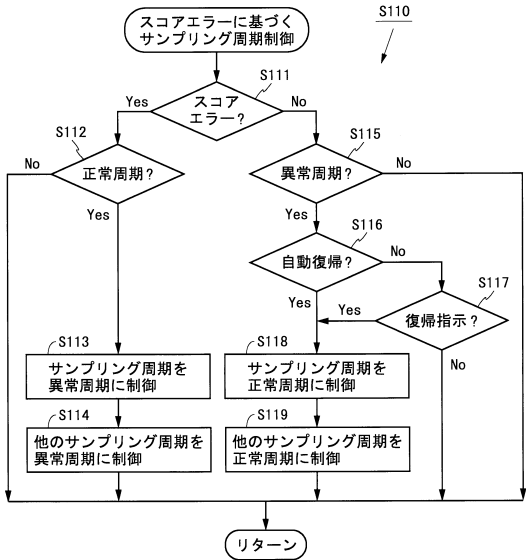 スコアエラーに基づく
サンプリング周期制御
S110
S111
スコア
エラー?
Yes
No
S112
正常周期?
No
Yes
S115
異常周期?
No
Yes
S116
自動復帰?
No
Yes
S117
復帰指示?
Yes
No
S113
サンプリング周期を
異常周期に制御
S118
サンプリング周期を
正常周期に制御
S114
他のサンプリング周期を
異常周期に制御
S119
他のサンプリング周期を
正常周期に制御
リターン